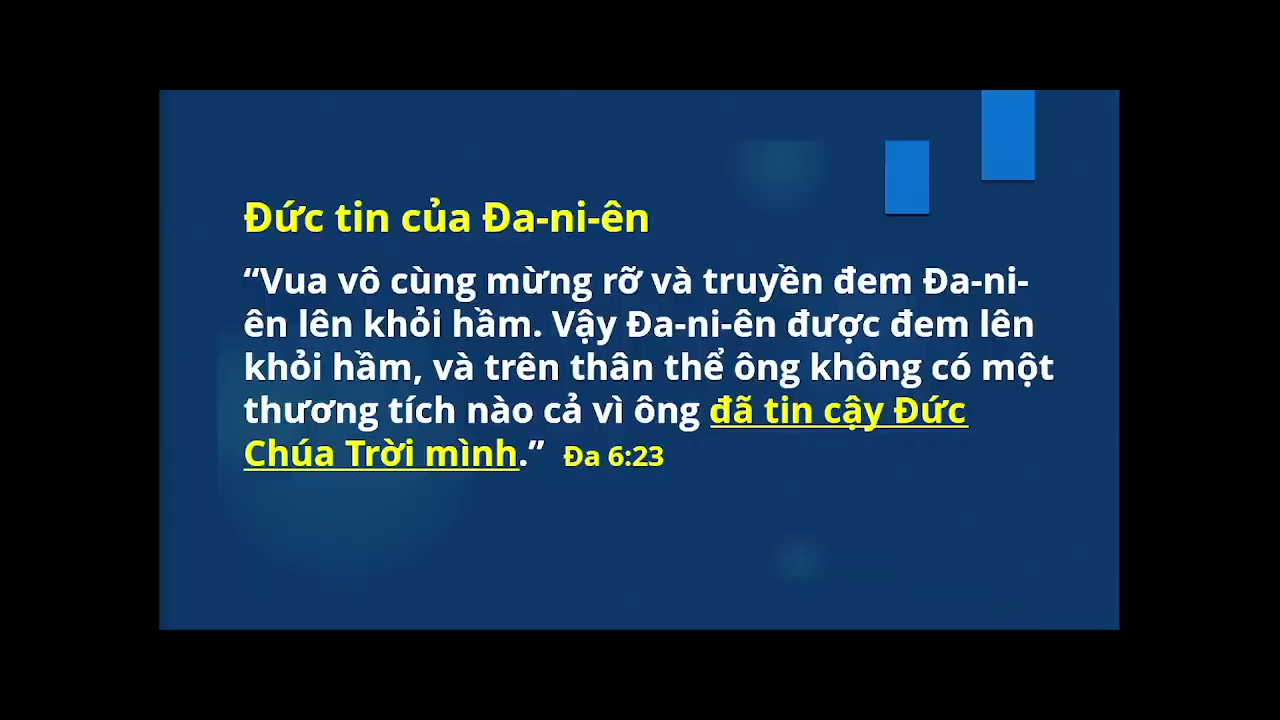 Đức tin của Đa-ni-ên
“Vua vô cùng mừng rỡ và truyền đem Đa-ni-
ên lên khỏi hầm. Vậy Đa-ni-ên được đem lên
khỏi hầm, và trên thân thể ông không có một
thương tích nào cả vì ông đã tin cậy Đức
Chúa Trời mình.” Đa 6:23